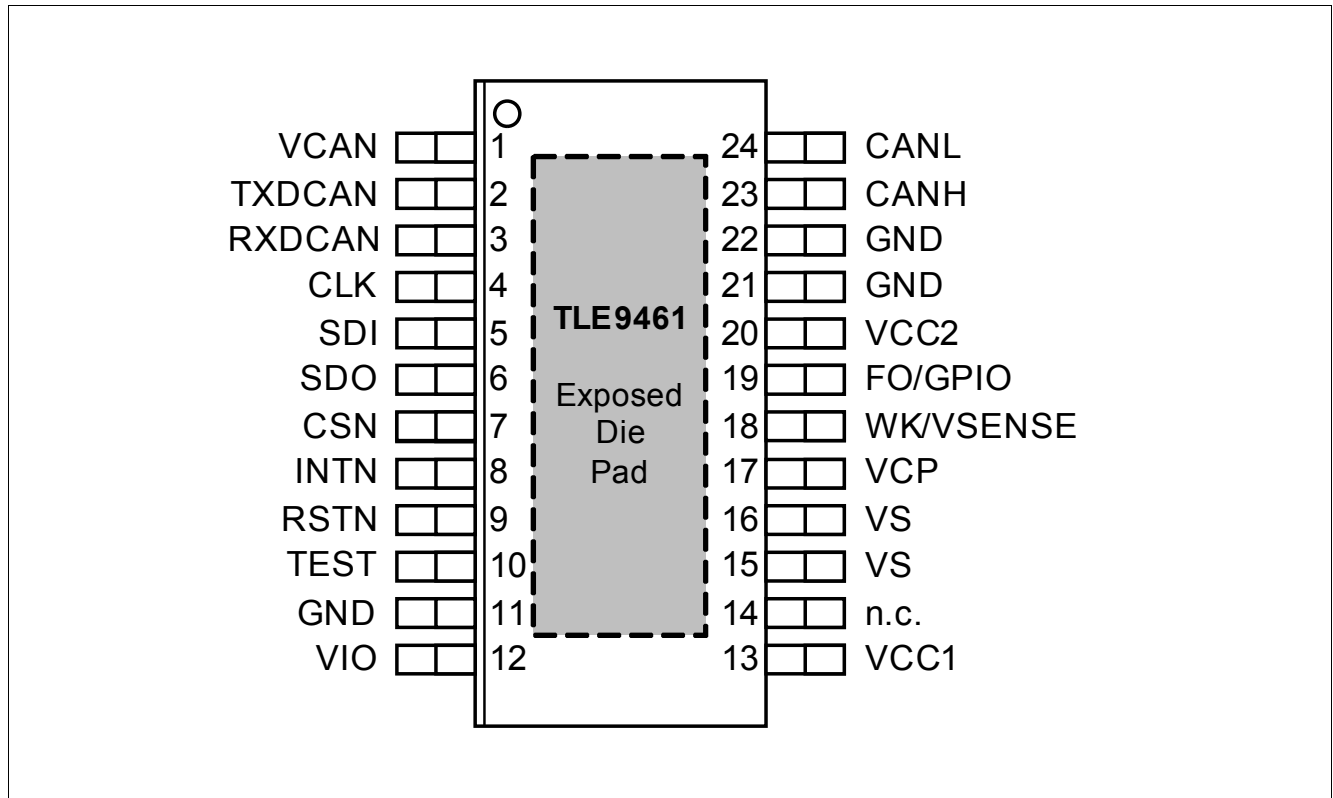 VCAN 1 24 CANL
TXDCAN 2 23 CANH
RXDCAN 3 22 GND
CLK 4 21 GND
SDI 5 TLE9461 20 VCC2
SDO 6 19 FO/GPIO
Exposed
CSN 7 Die 18 WK/VSENSE
INTN 8 Pad 17 VCP
RSTN 9 16 VS
TEST 10 15 VS
GND 11 14 n.c.
VIO 12 13 VCC1